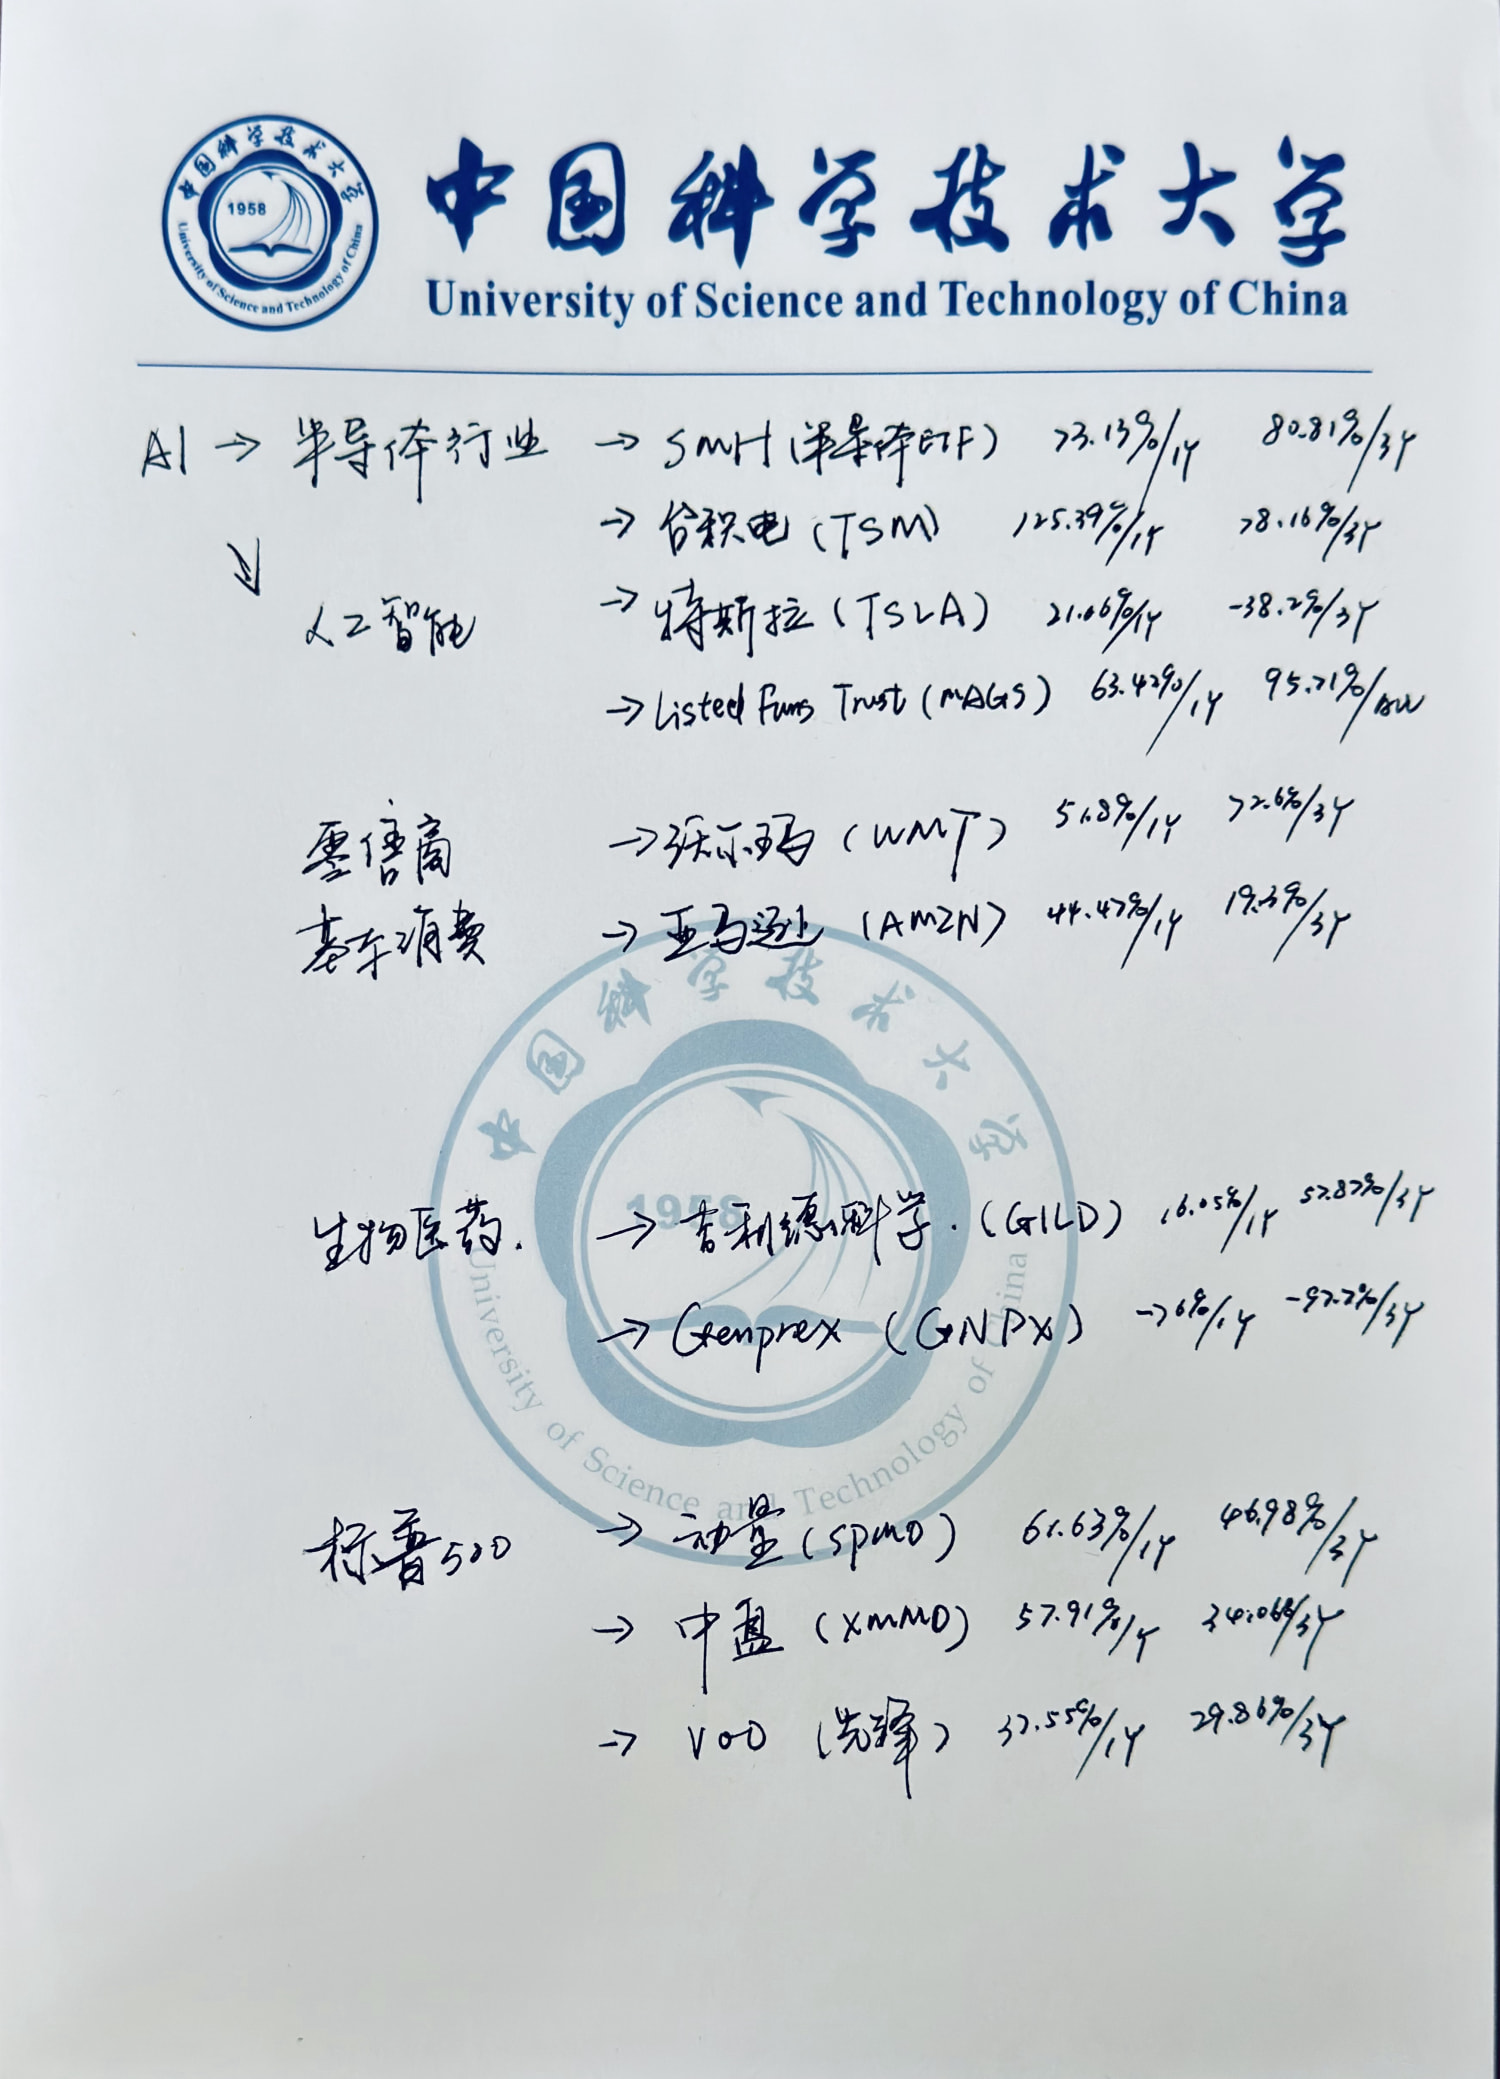 中国科学技术大学
1958
University of Science and Technology of China
中国科学技术大学
University of Science and Technology of China
AI → 半导体行业 → SMH (半导体ETF) 73.13%/1Y 80.81%/3Y
→ 台积电 (TSM) 125.39%/1Y 78.16%/3Y
人工智能 → 特斯拉 (TSLA) 21.06%/1Y -38.2%/3Y
→ Listed Funs Trust (MAGS) 63.42%/1Y 95.71%/All
零售商 → 沃尔玛 (WMT) 51.8%/1Y 72.6%/3Y
基本消费 → 亚马逊 (AMZN) 44.47%/1Y 19.3%/3Y
中国科学技术大学
1958
生物医药. → 吉利德科学. (GILD) 16.05%/1Y 57.87%/3Y
→ Genprex (GNPX) -76%/1Y -97.7%/3Y
University of Science and Technology of China
标普500 → 动量 (SPMO) 61.63%/1Y 46.98%/3Y
→ 中盘 (XMMO) 57.91%/1Y 34.06%/3Y
→ VOO (先锋) 37.55%/1Y 29.86%/3Y